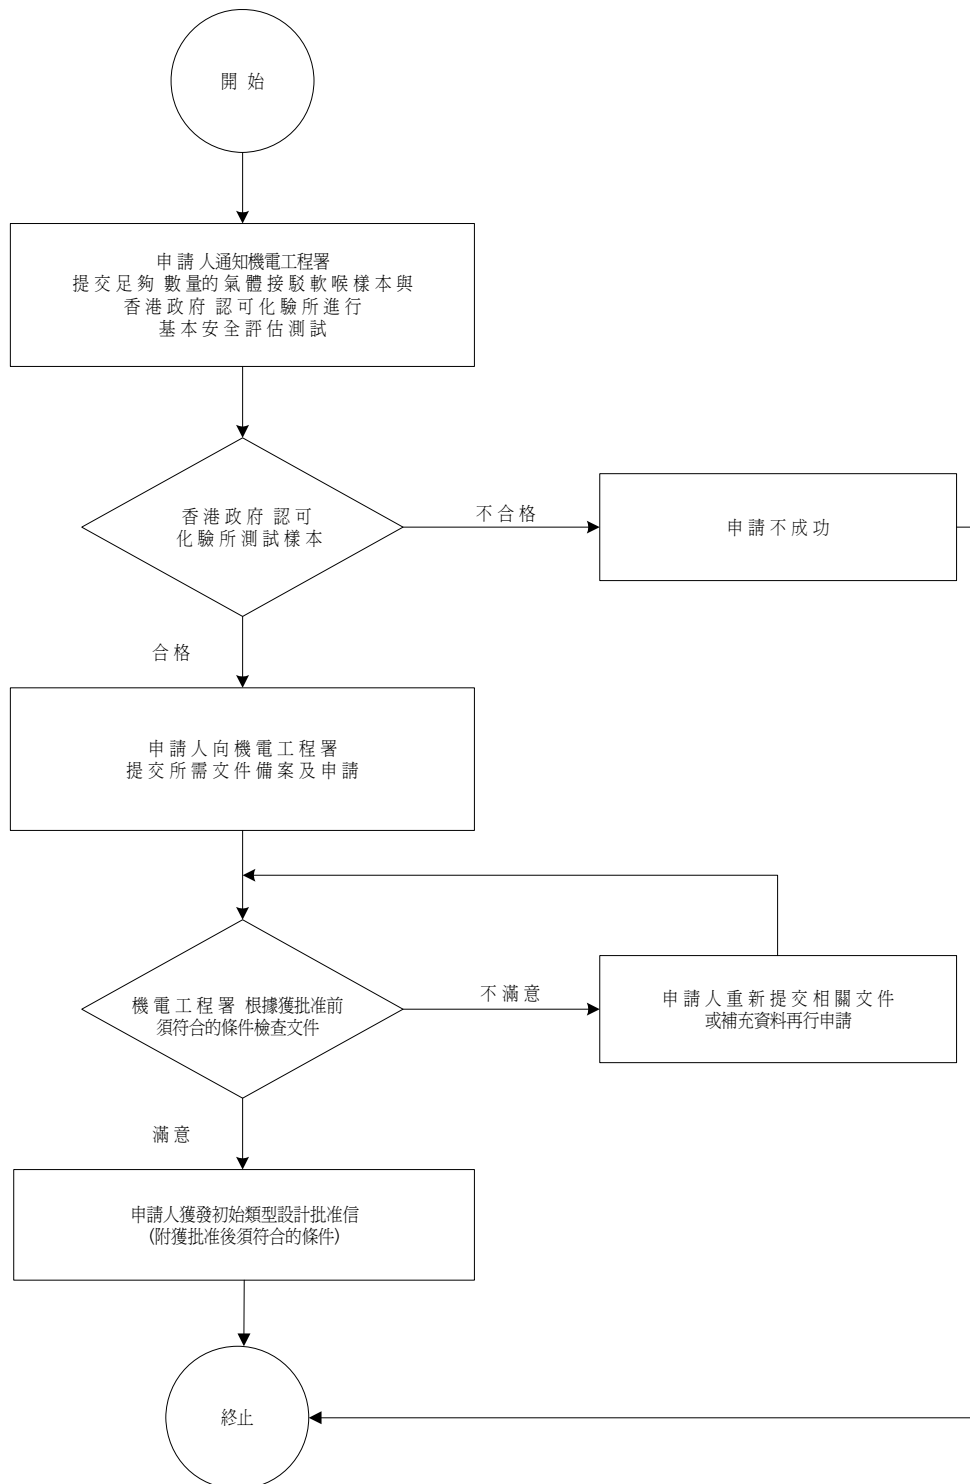 開始
申請人通知機電工程署
提交足夠數量的氣體接駁軟喉樣本與
香港政府認可化驗所進行
基本安全評估測試
香港政府認可
化驗所測試樣本
不合格
申請不成功
合格
申請人向機電工程署
提交所需文件備案及申請
機電工程署根據獲批准前
須符合的條件檢查文件
不滿意
申請人重新提交相關文件
或補充資料再行申請
滿意
申請人獲發初始類型設計批准信
(附獲批准後須符合的條件)
終止